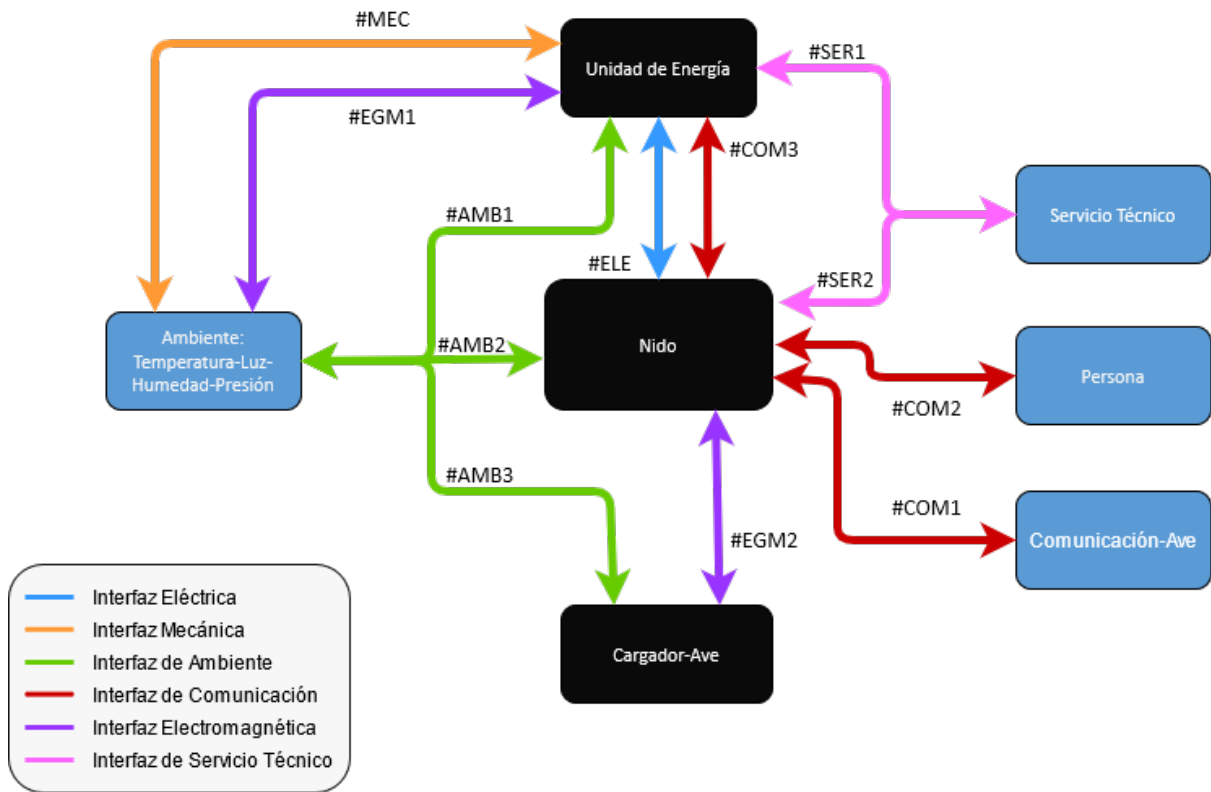 #MEC
Unidad de Energía
#SER1
#EGM1
#COM3
#AMB1
Servicio Técnico
#ELE
#SER2
Ambiente:
Temperatura-Luz-
Humedad-Presión
#AMB2
Nido
Persona
#COM2
#AMB3
#COM1
#EGM2
Comunicación-Ave
Cargador-Ave
Interfaz Eléctrica
Interfaz Mecánica
Interfaz de Ambiente
Interfaz de Comunicación
Interfaz Electromagnética
Interfaz de Servicio Técnico